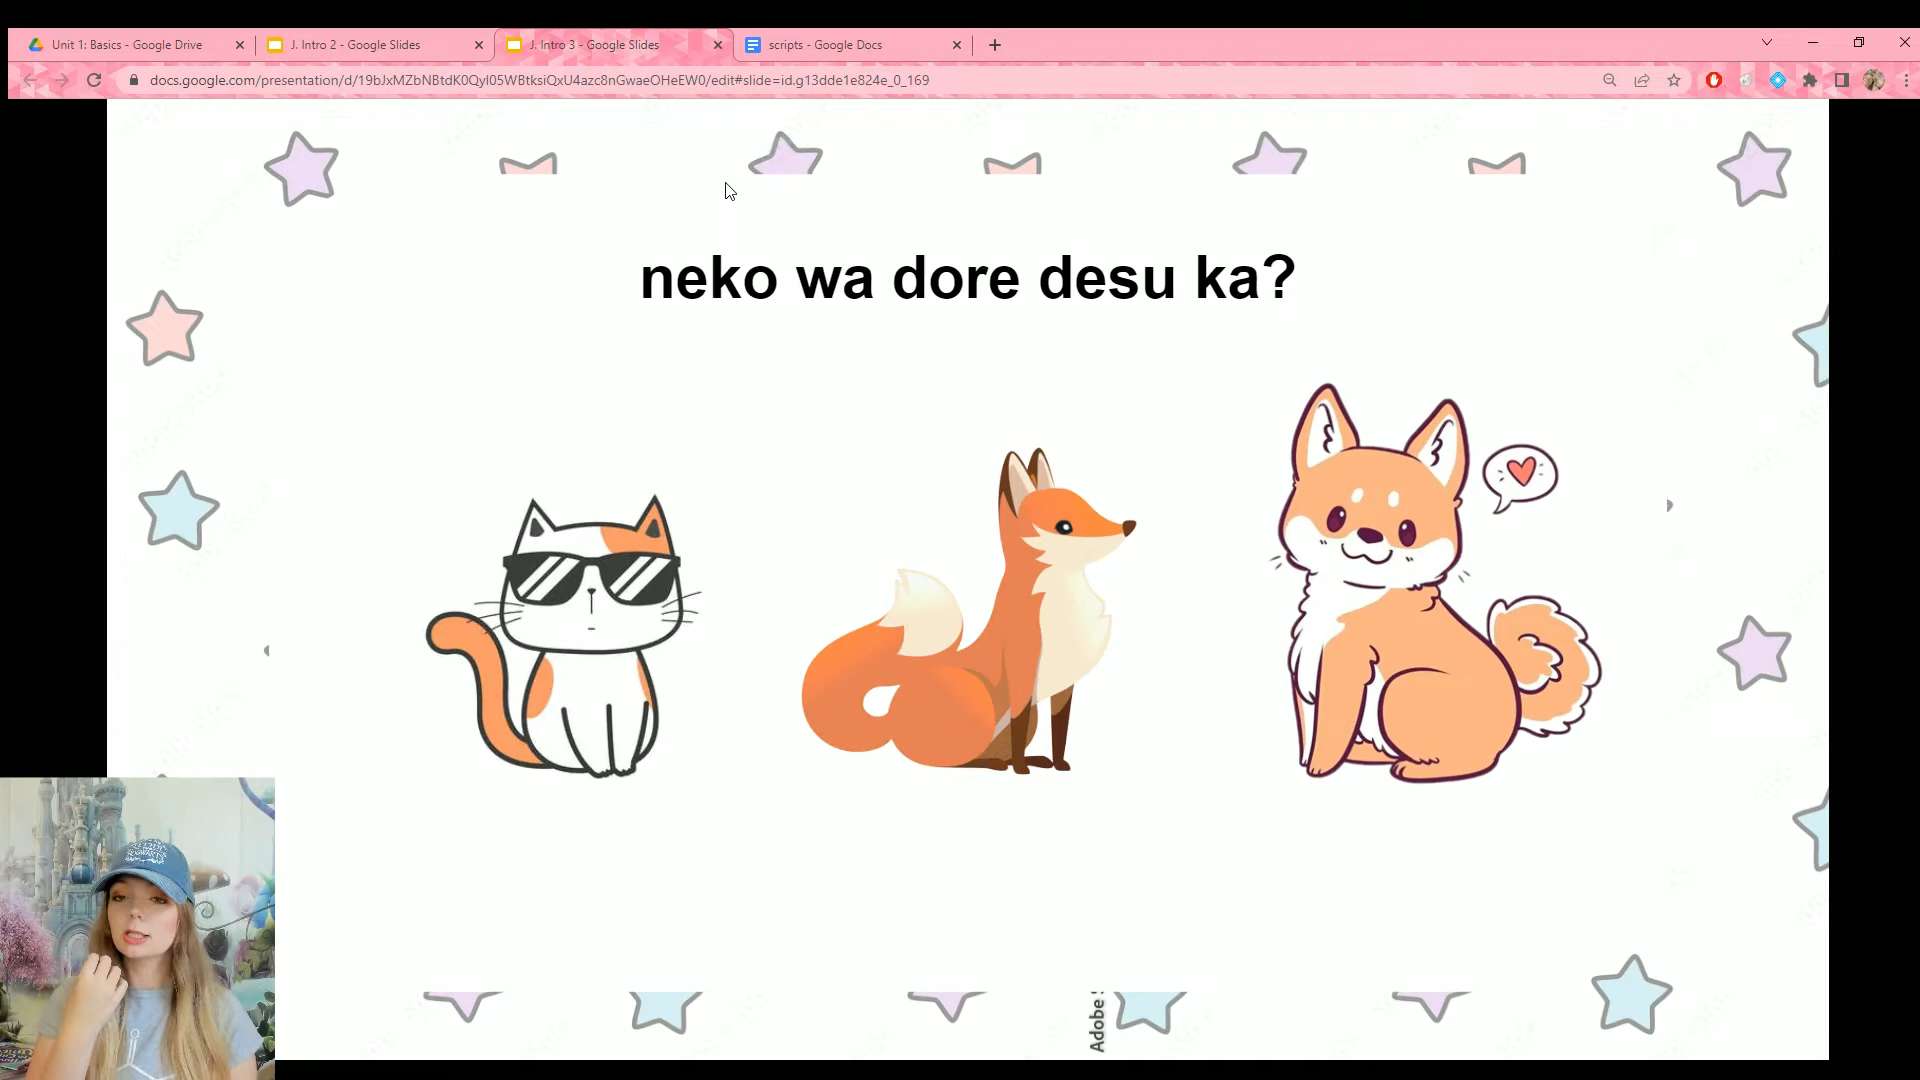 Unit 1: Basics - Google Drive
J. Intro 2 - Google Slides
J. Intro 3 - Google Slides
scripts - Google Docs
docs.google.com/presentation/d/19bJxMZbNBtdK0Qyl05WBtksiQxU4azc8nGwaeOHeEW0/edit#slide=id.g13dde1e824e_0_169
neko wa dore desu ka?
HOGWARTS
Adobe S